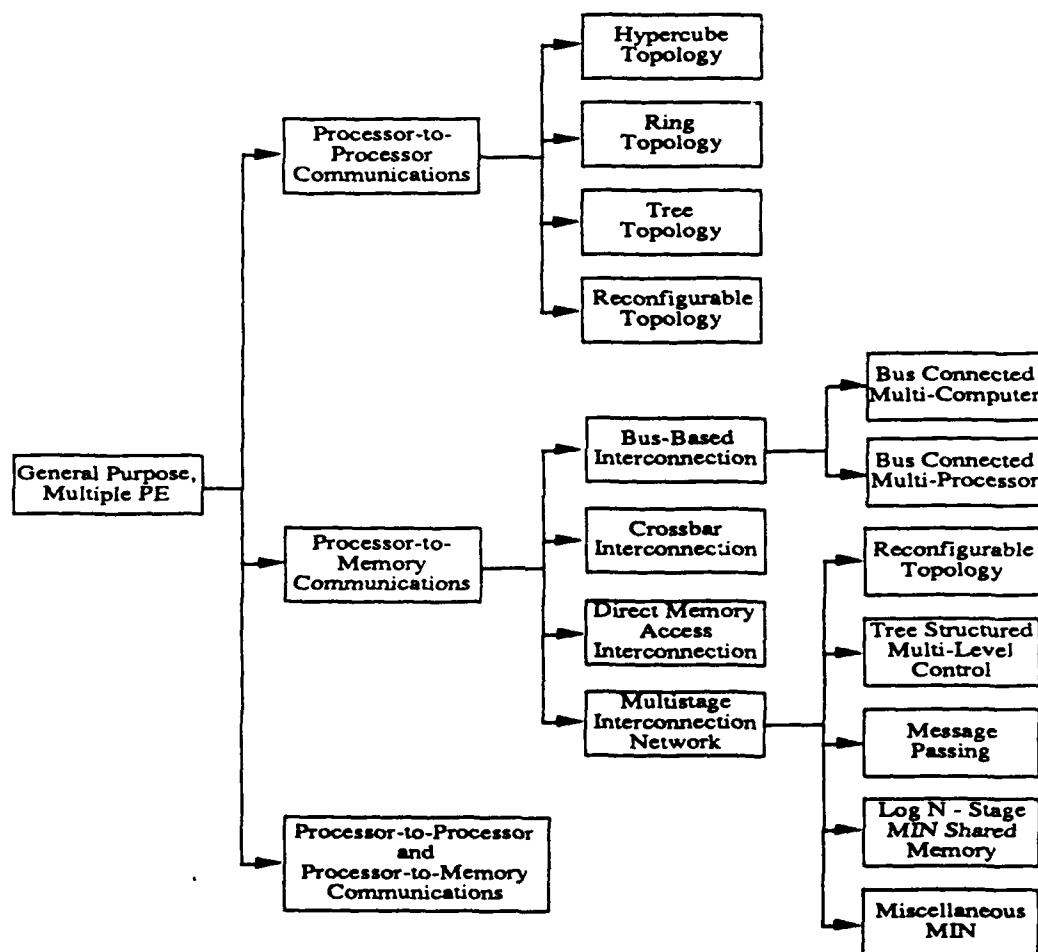 Hypercube
Topology
Ring
Topology
Tree
Topology
Reconfigurable
Topology
Processor-to-
Processor
Communications
General Purpose,
Multiple PE
Processor-to-
Memory
Communications
Processor-to-Processor
and
Processor-to-Memory
Communications
Bus-Based
Interconnection
Crossbar
Interconnection
Direct Memory
Access
Interconnection
Multistage
Interconnection
Network
Bus Connected
Multi-Computer
Bus Connected
Multi-Processor
Reconfigurable
Topology
Tree Structured
Multi-Level
Control
Message
Passing
Log N - Stage
MIN Shared
Memory
Miscellaneous
MIN